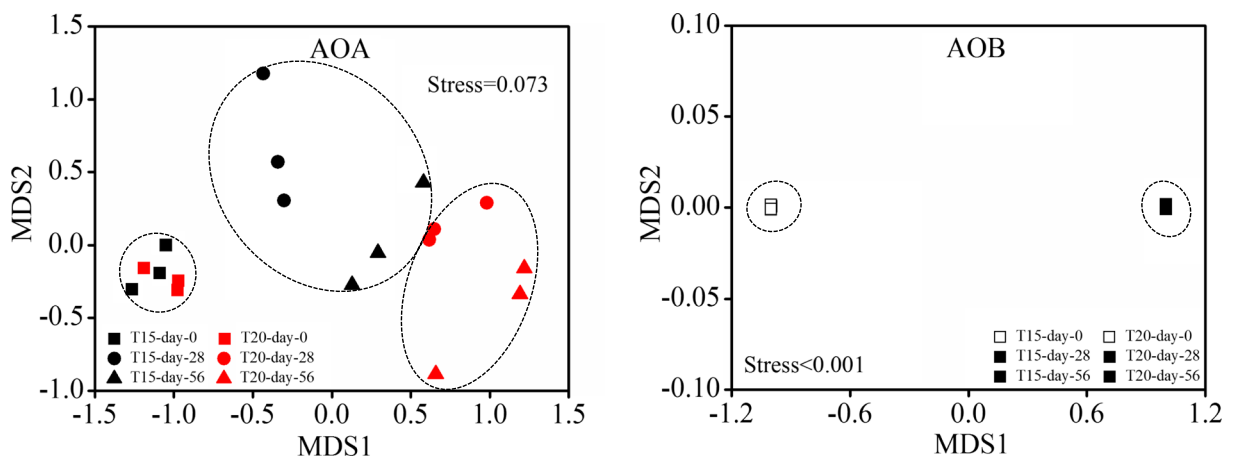 AOA
Stress=0.073
MDS2
1.5
1.0
0.5
0.0
-0.5
-1.0
T15-day-0 T20-day-0
T15-day-28 T20-day-28
T15-day-56 T20-day-56
-1.5 -1.0 -0.5 0.0 0.5 1.0 1.5
MDS1
AOB
MDS2
0.10
0.05
0.00
-0.05
-0.10
Stress<0.001
T15-day-0 T20-day-0
T15-day-28 T20-day-28
T15-day-56 T20-day-56
-1.2 -0.6 0.0 0.6 1.2
MDS1